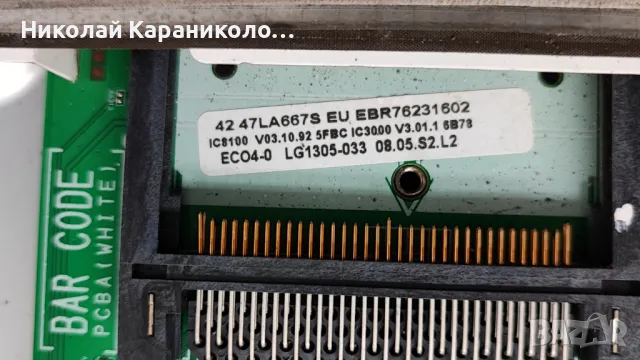 Николай Караниколо...
42 47LA667S EU EBR76231602
IC8100 V03.10.92 5FBC IC3000 V3.01.1 6B78
ECO4-0 LG1305-033 08.05.S2.L2
BAR CODE
PCBA(WHITE).
BAZAR